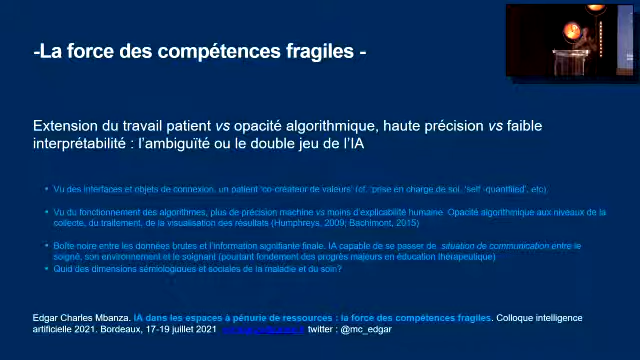 -La force des compétences fragiles -
Extension du travail patient vs opacité algorithmique, haute précision vs faible
interprétabilité : l'ambiguïté ou le double jeu de l'IA
• Vu des interfaces et objets de connexion, un patient 'co-créateur de valeurs' (cf. 'prise en charge de soi, 'self -quantified', etc)
• Vu du fonctionnement des algorithmes, plus de précision machine vs moins d'explicabilité humaine. Opacité algorithmique aux niveaux de la
collecte, du traitement, de la visualisation des résultats (Humphreys, 2009; Bachimont, 2015)
• Boîte noire entre les données brutes et l'information signifiante finale. IA capable de se passer de situation de communication entre le
soigné, son environnement et le soignant (pourtant fondement des progrès majeurs en éducation thérapeutique)
• Quid des dimensions sémiologiques et sociales de la maladie et du soin?
Edgar Charles Mbanza. IA dans les espaces à pénurie de ressources : la force des compétences fragiles. Colloque intelligence
artificielle 2021. Bordeaux, 17-19 juillet 2021 twitter : @mc_edgar